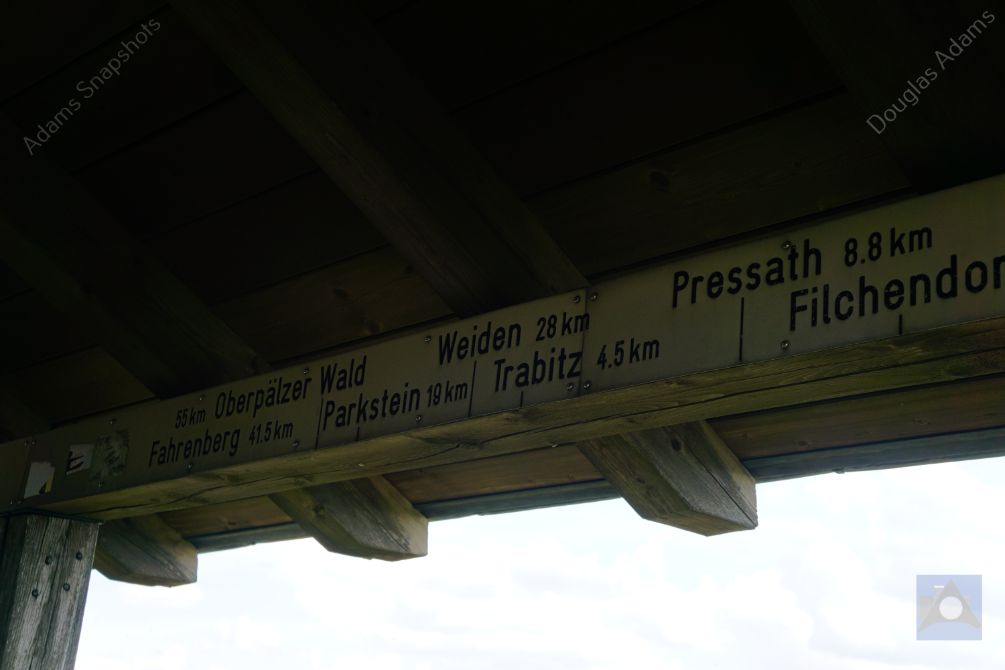 Adams Snapshots
Douglas Adams
55 km Oberpälzer Wald
Fahrenberg 41.5 km
Parkstein 19 km
Weiden 28 km
Trabitz 4.5 km
Pressath 8.8 km
Filchendor